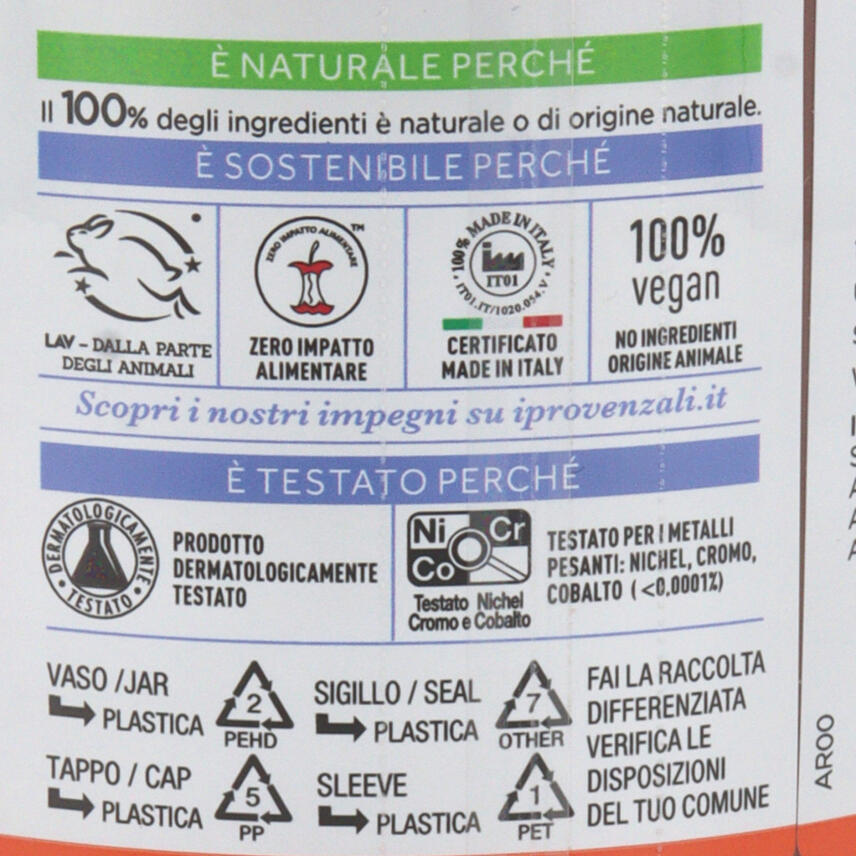 È NATURALE PERCHÉ
Il 100% degli ingredienti è naturale o di origine naturale.
È SOSTENIBILE PERCHÉ
LAV – DALLA PARTE
DEGLI ANIMALI
ZERO IMPATTO ALIMENTARE™
ZERO IMPATTO
ALIMENTARE
100% MADE IN ITALY
IT01
IT01.IT/1020.054.V
CERTIFICATO
MADE IN ITALY
100%
vegan
NO INGREDIENTI
ORIGINE ANIMALE
Scopri i nostri impegni su iprovenzali.it
È TESTATO PERCHÉ
DERMATOLOGICAMENTE
• TESTATO •
PRODOTTO
DERMATOLOGICAMENTE
TESTATO
Ni Cr
Co
Testato Nichel
Cromo e Cobalto
TESTATO PER I METALLI
PESANTI: NICHEL, CROMO,
COBALTO (<0,0001%)
VASO /JAR
PLASTICA
2
PEHD
SIGILLO / SEAL
PLASTICA
7
OTHER
TAPPO / CAP
PLASTICA
5
PP
SLEEVE
PLASTICA
1
PET
FAI LA RACCOLTA
DIFFERENZIATA
VERIFICA LE
DISPOSIZIONI
DEL TUO COMUNE
AROO